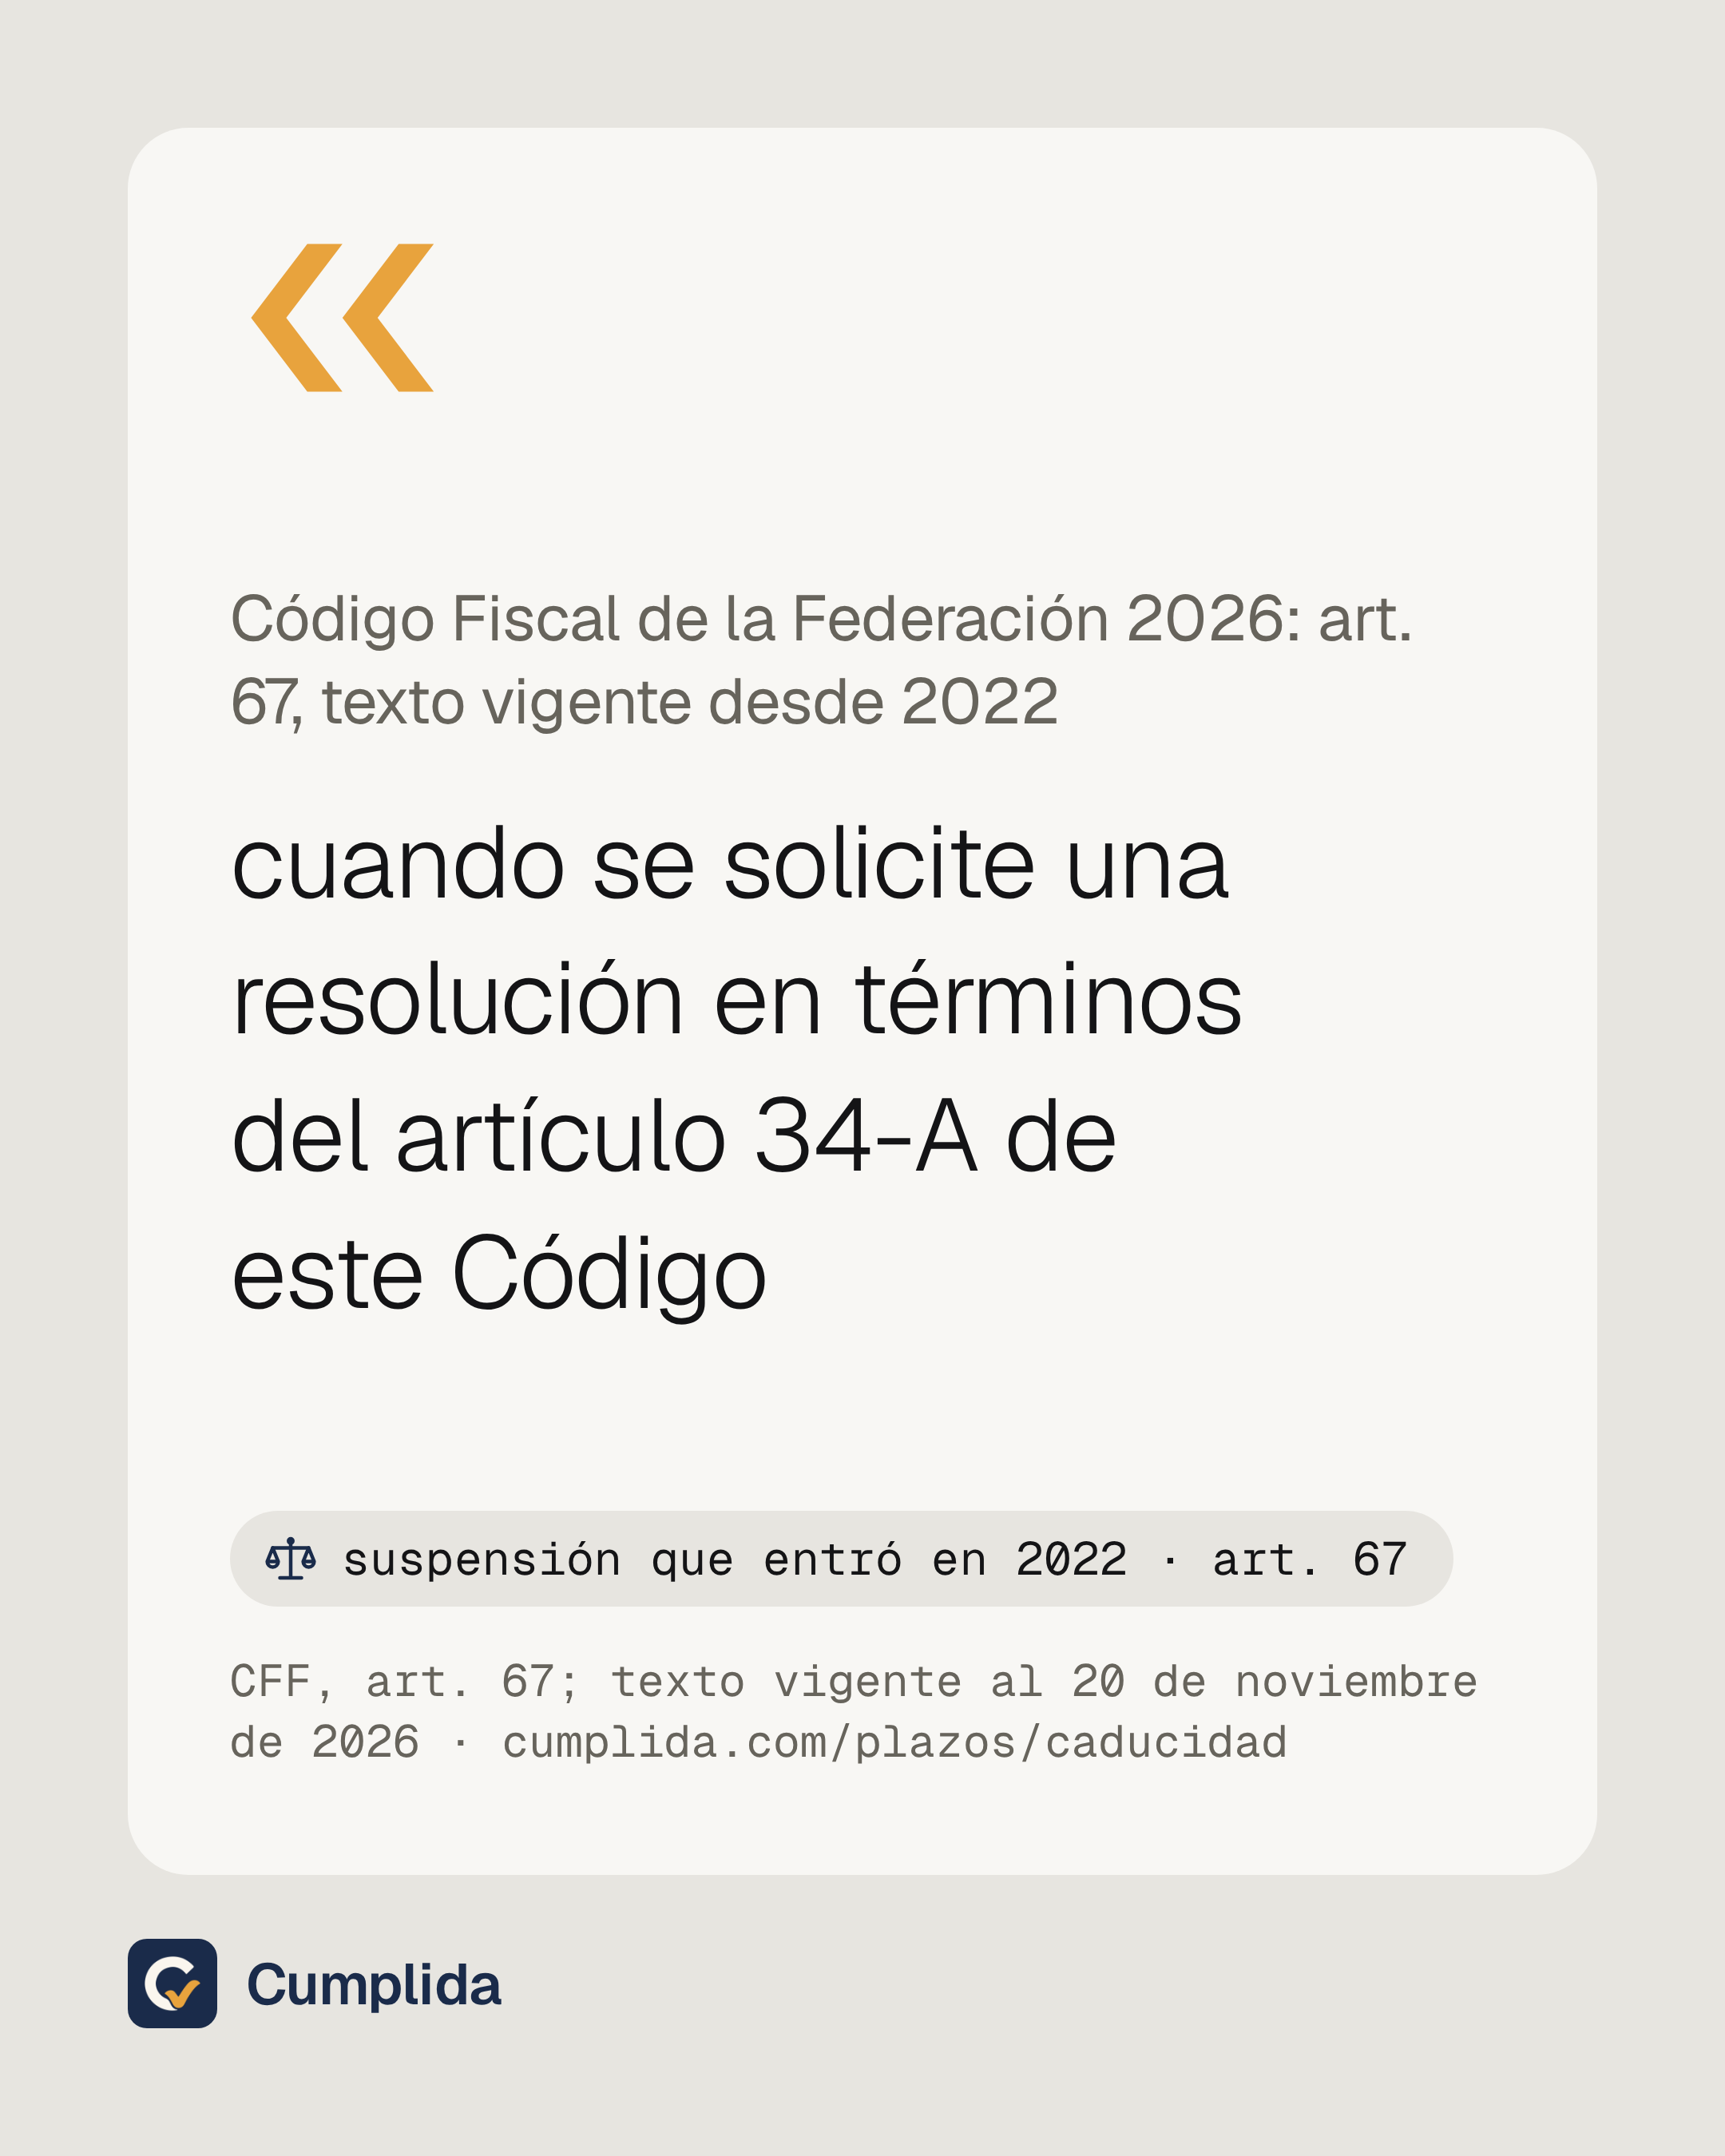 «
Código Fiscal de la Federación 2026: art.
67, texto vigente desde 2022
cuando se solicite una
resolución en términos
del artículo 34-A de
este Código
suspensión que entró en 2022 · art. 67
CFF, art. 67; texto vigente al 20 de noviembre
de 2026 · cumplida.com/plazos/caducidad
Cumplida